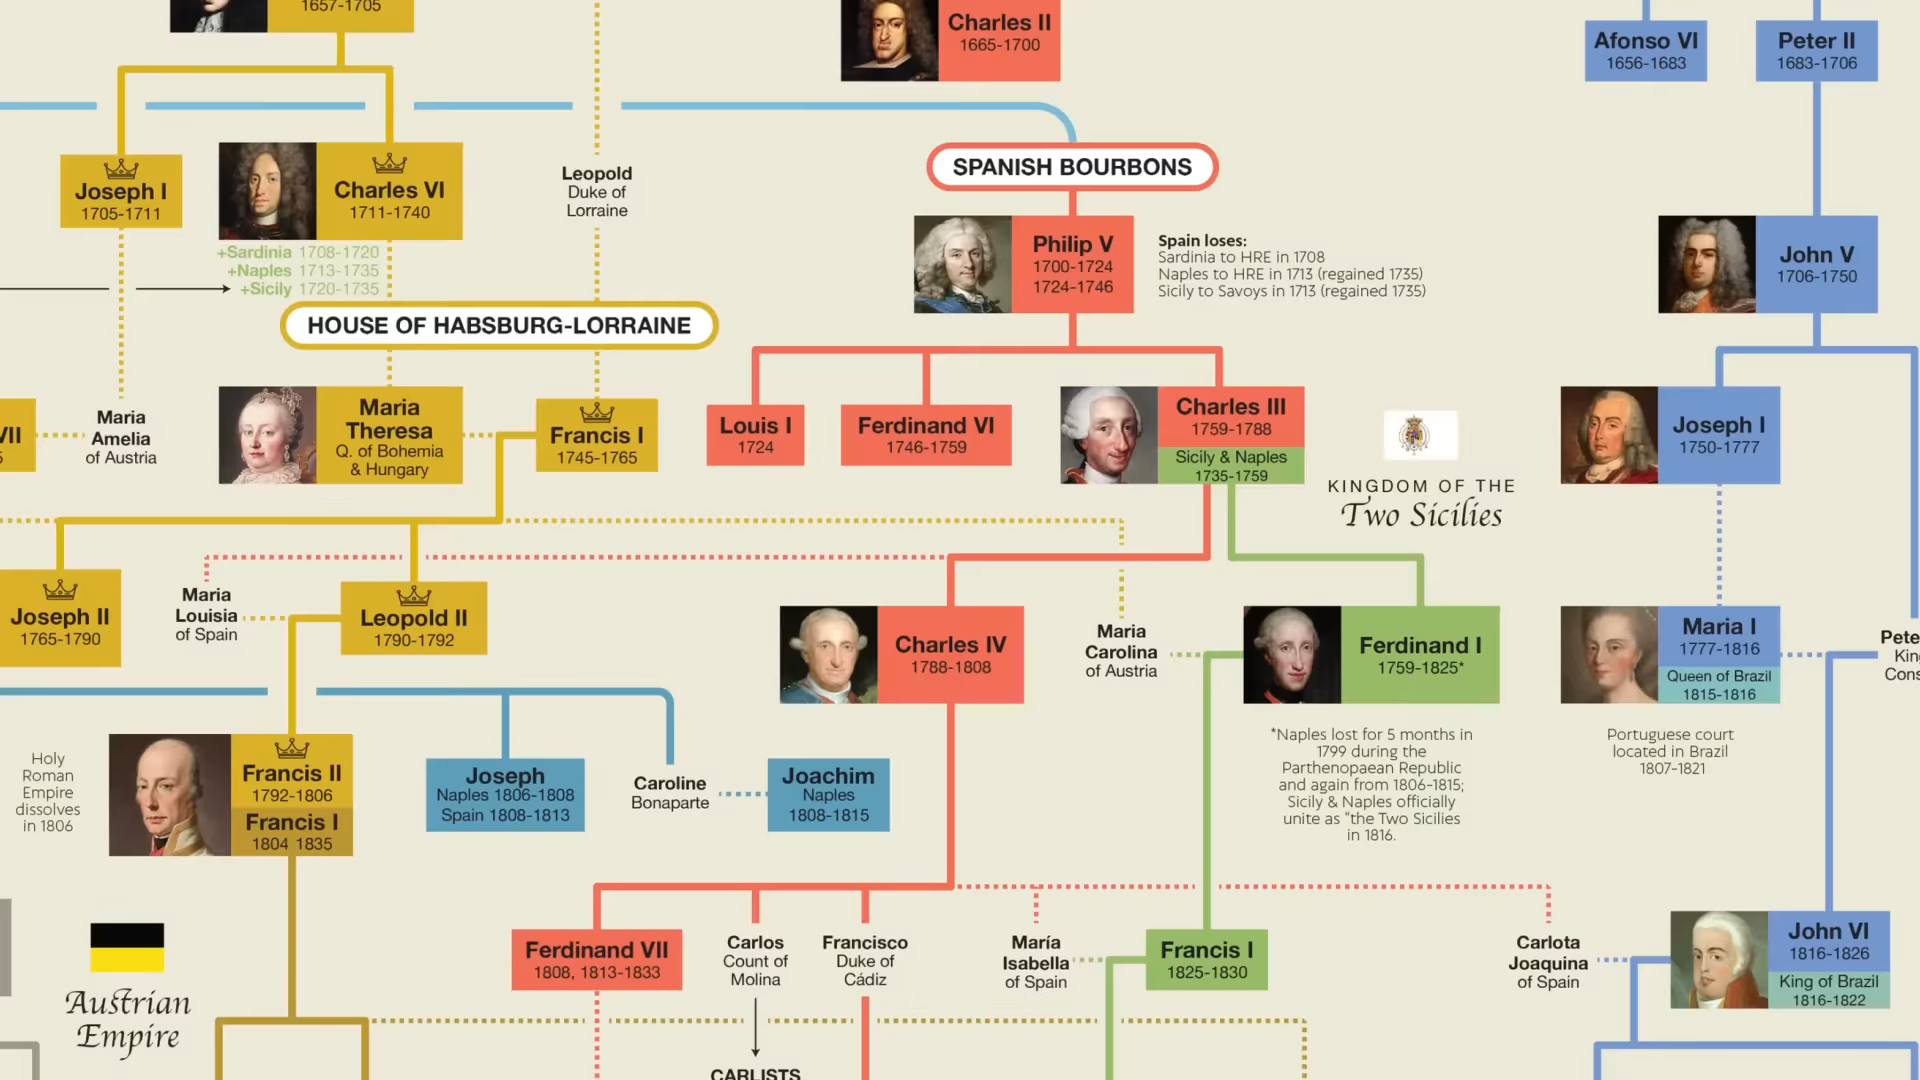 1657-1705
Charles II
1665-1700
Afonso VI
1656-1683
Peter II
1683-1706
Joseph I
1705-1711
Charles VI
1711-1740
+Sardinia 1708-1720
+Naples 1713-1735
+Sicily 1720-1735
Leopold
Duke of
Lorraine
SPANISH BOURBONS
Philip V
1700-1724
1724-1746
Spain loses:
Sardinia to HRE in 1708
Naples to HRE in 1713 (regained 1735)
Sicily to Savoys in 1713 (regained 1735)
John V
1706-1750
HOUSE OF HABSBURG-LORRAINE
VII
5
Maria
Amelia
of Austria
Maria
Theresa
Q. of Bohemia
& Hungary
Francis I
1745-1765
Louis I
1724
Ferdinand VI
1746-1759
Charles III
1759-1788
Sicily & Naples
1735-1759
KINGDOM OF THE
Two Sicilies
Joseph I
1750-1777
Joseph II
1765-1790
Maria
Louisia
of Spain
Leopold II
1790-1792
Charles IV
1788-1808
Maria
Carolina
of Austria
Ferdinand I
1759-1825*
Maria I
1777-1816
Queen of Brazil
1815-1816
Pete
King
Cons
Holy
Roman
Empire
dissolves
in 1806
Francis II
1792-1806
Francis I
1804 1835
Joseph
Naples 1806-1808
Spain 1808-1813
Caroline
Bonaparte
Joachim
Naples
1808-1815
*Naples lost for 5 months in
1799 during the
Parthenopaean Republic
and again from 1806-1815;
Sicily & Naples officially
unite as "the Two Sicilies
in 1816.
Portuguese court
located in Brazil
1807-1821
Austrian
Empire
Ferdinand VII
1808, 1813-1833
Carlos
Count of
Molina
Francisco
Duke of
Cádiz
María
Isabella
of Spain
Francis I
1825-1830
Carlota
Joaquina
of Spain
John VI
1816-1826
King of Brazil
1816-1822
CARLISTS